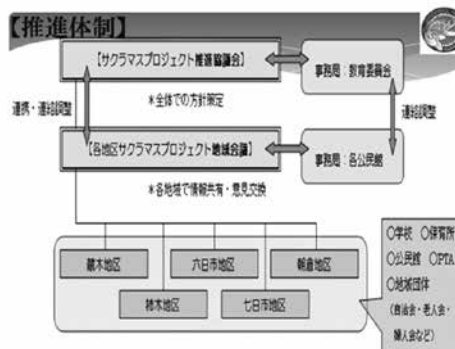 【推進体制】
【サクラマスプロジェクト推進協議会】
事務局：教育委員会
連携・連絡調整
＊全体での方針策定
連絡調整
【各地区サクラマスプロジェクト地域会議】
事務局：各公民館
＊各地域で情報共有・意見交換
蔵木地区
六日市地区
朝倉地区
柿木地区
七日市地区
○学校 ○保育所
○公民館 ○PTA
○地域団体
（自治会・老人会・
婦人会など）